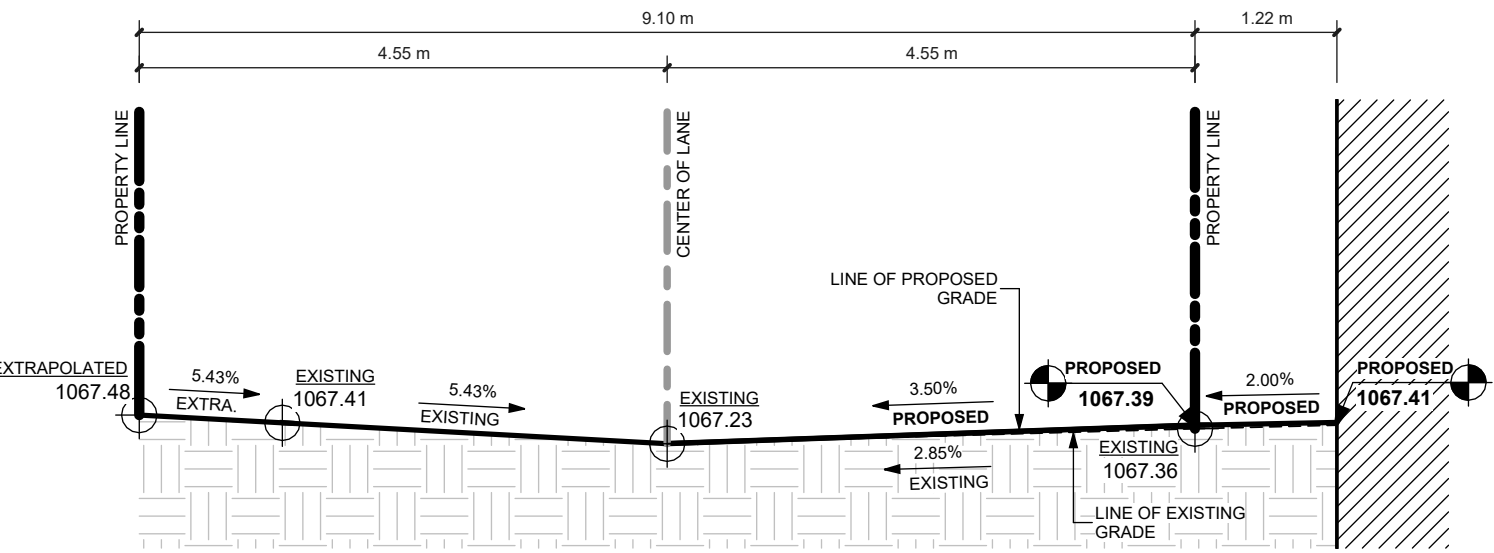 9.10 m
1.22 m
4.55 m
4.55 m
PROPERTY LINE
CENTER OF LANE
PROPERTY LINE
LINE OF PROPOSED
GRADE
EXTRAPOLATED
1067.48
5.43%
EXTRA.
EXISTING
1067.41
5.43%
EXISTING
EXISTING
1067.23
3.50%
PROPOSED
PROPOSED
1067.39
2.00%
PROPOSED
PROPOSED
1067.41
2.85%
EXISTING
EXISTING
1067.36
LINE OF EXISTING
GRADE